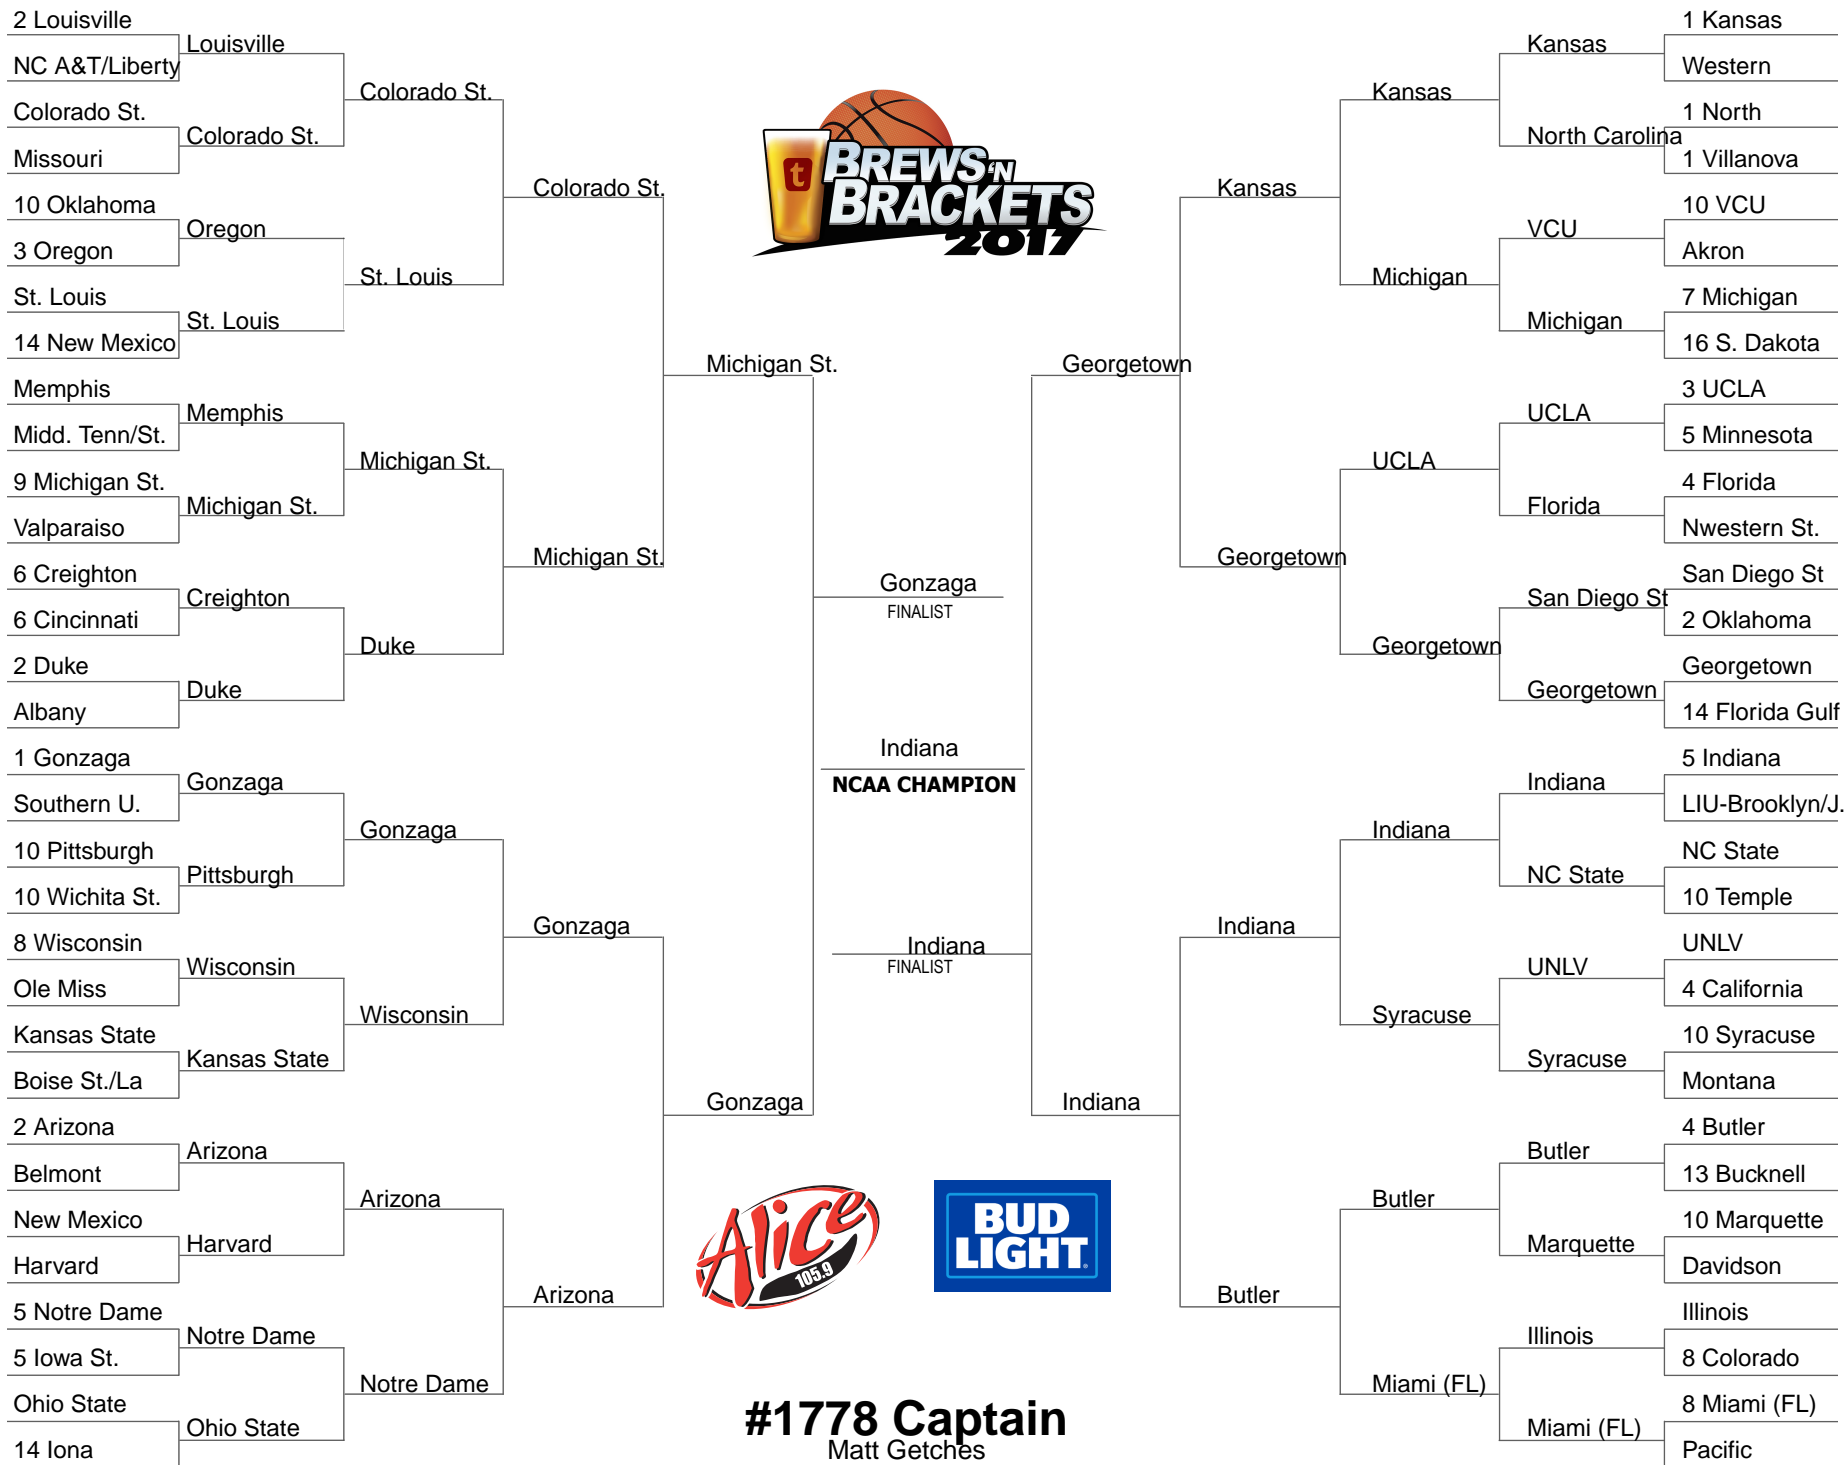 2 Louisville
NC A&T/Liberty
Colorado St.
Missouri
10 Oklahoma
3 Oregon
St. Louis
14 New Mexico
Memphis
Midd. Tenn/St.
9 Michigan St.
Valparaiso
6 Creighton
6 Cincinnati
2 Duke
Albany
1 Gonzaga
Southern U.
10 Pittsburgh
10 Wichita St.
8 Wisconsin
Ole Miss
Kansas State
Boise St./La
2 Arizona
Belmont
New Mexico
Harvard
5 Notre Dame
5 Iowa St.
Ohio State
14 Iona
Louisville
Colorado St.
Oregon
St. Louis
Memphis
Michigan St.
Creighton
Duke
Gonzaga
Pittsburgh
Wisconsin
Kansas State
Arizona
Harvard
Notre Dame
Ohio State
Colorado St.
St. Louis
Michigan St.
Duke
Gonzaga
Wisconsin
Arizona
Notre Dame
Colorado St.
Michigan St.
Gonzaga
Arizona
Michigan St.
Gonzaga
t
BREWS 'N
BRACKETS
2017
Gonzaga
FINALIST
Indiana
NCAA CHAMPION
Indiana
FINALIST
Alice
105.9
BUD
LIGHT
#1778 Captain
Matt Getches
Georgetown
Indiana
Kansas
Georgetown
Indiana
Butler
Kansas
Michigan
UCLA
Georgetown
Indiana
Syracuse
Butler
Miami (FL)
Kansas
North Carolina
VCU
Michigan
UCLA
Florida
San Diego St
Georgetown
Indiana
NC State
UNLV
Syracuse
Butler
Marquette
Illinois
Miami (FL)
1 Kansas
Western
1 North
1 Villanova
10 VCU
Akron
7 Michigan
16 S. Dakota
3 UCLA
5 Minnesota
4 Florida
Nwestern St.
San Diego St
2 Oklahoma
Georgetown
14 Florida Gulf
5 Indiana
LIU-Brooklyn/J.
NC State
10 Temple
UNLV
4 California
10 Syracuse
Montana
4 Butler
13 Bucknell
10 Marquette
Davidson
Illinois
8 Colorado
8 Miami (FL)
Pacific